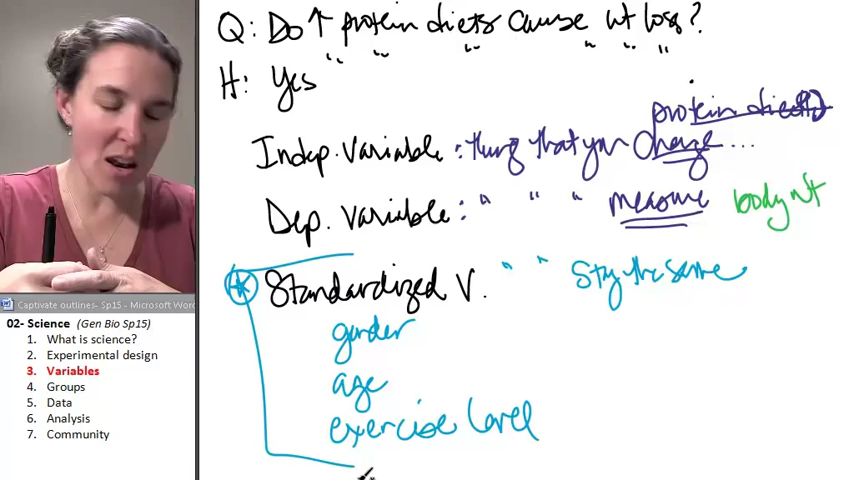 Q: Do ↑ protein diets cause wt loss?
H: Yes " " " " " "
protein diet
Indep. Variable : thing that you change ...
Dep. Variable : " " " measure body wt
* Standardized V. " " Stay the same
gender
age
exercise level
Captivate outlines- Sp15 - Microsoft Word
02- Science (Gen Bio Sp15)
1. What is science?
2. Experimental design
3. Variables
4. Groups
5. Data
6. Analysis
7. Community